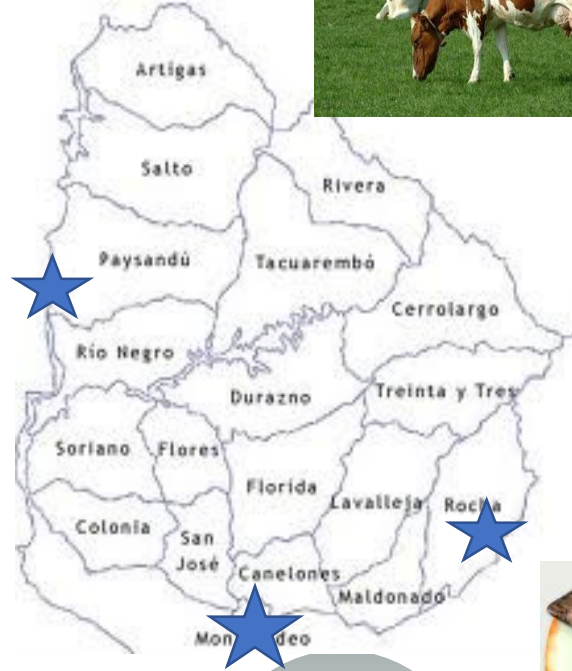 Artigas
Salto
Rivera
Paysandú
Tacuarembó
Cerrolargo
Río Negro
Durazno
Treinta y Tres
Soriano
Flores
Florida
Lavalleja
Rocha
Colonia
San
José
Canelones
Maldonado